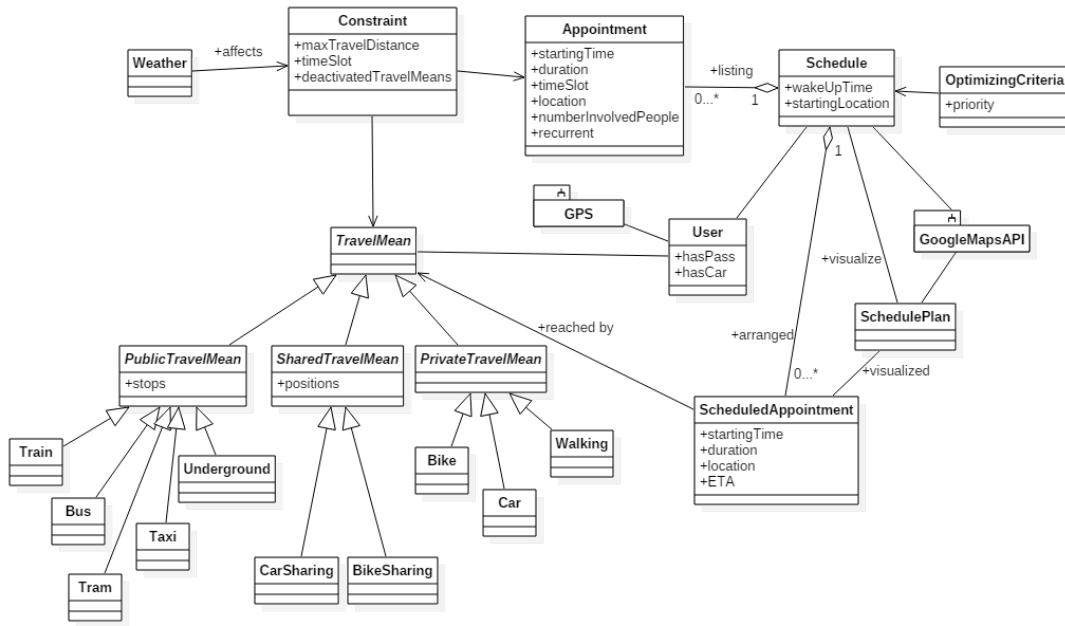 Constraint
+maxTravelDistance
+timeSlot
+deactivatedTravelMeans
Weather
+affects
Appointment
+startingTime
+duration
+timeSlot
+location
+numberInvolvedPeople
+recurrent
+listing
0...*
1
Schedule
+wakeUpTime
+startingLocation
1
OptimizingCriteria
+priority
GPS
User
+hasPass
+hasCar
GoogleMapsAPI
TravelMean
+visualize
SchedulePlan
+reached by
+arranged
0...*
+visualized
PublicTravelMean
+stops
SharedTravelMean
+positions
PrivateTravelMean
ScheduledAppointment
+startingTime
+duration
+location
+ETA
Train
Bus
Tram
Taxi
Underground
CarSharing
BikeSharing
Bike
Car
Walking